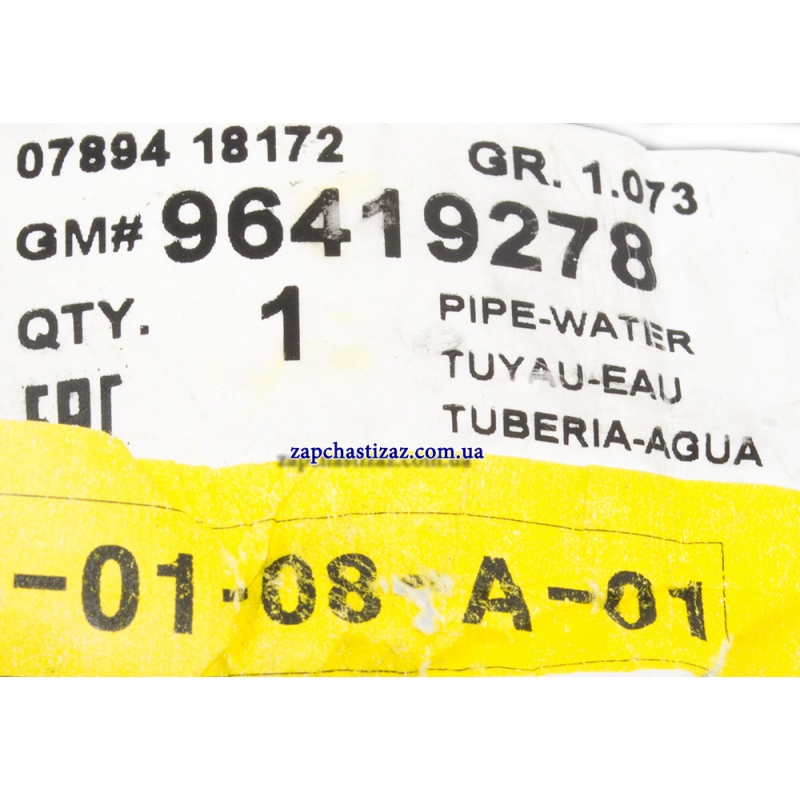 07894 18172
GR. 1.073
GM# 96419278
QTY. 1
PIPE-WATER
TUYAU-EAU
TUBERIA-AGUA
EAC
zapchastizaz.com.ua
-01-08 A-01